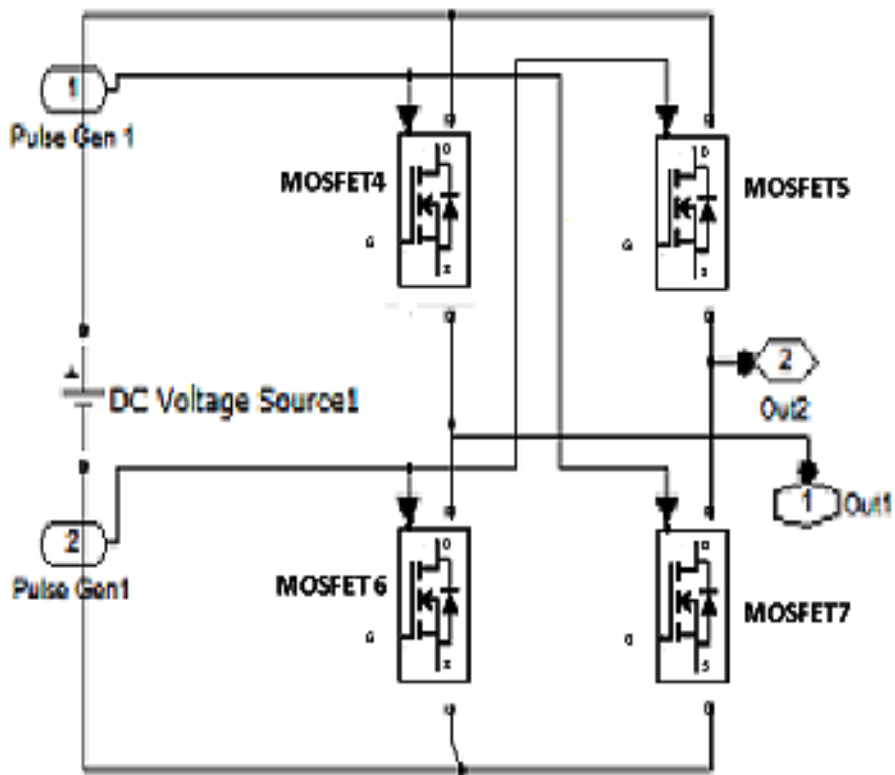 1
Pulse Gen 1
MOSFET4
D
G
MOSFET5
D
G
DC Voltage Source1
2
Out2
1
Out1
2
Pulse Gen1
MOSFET 6
D
G
MOSFET7
D
S